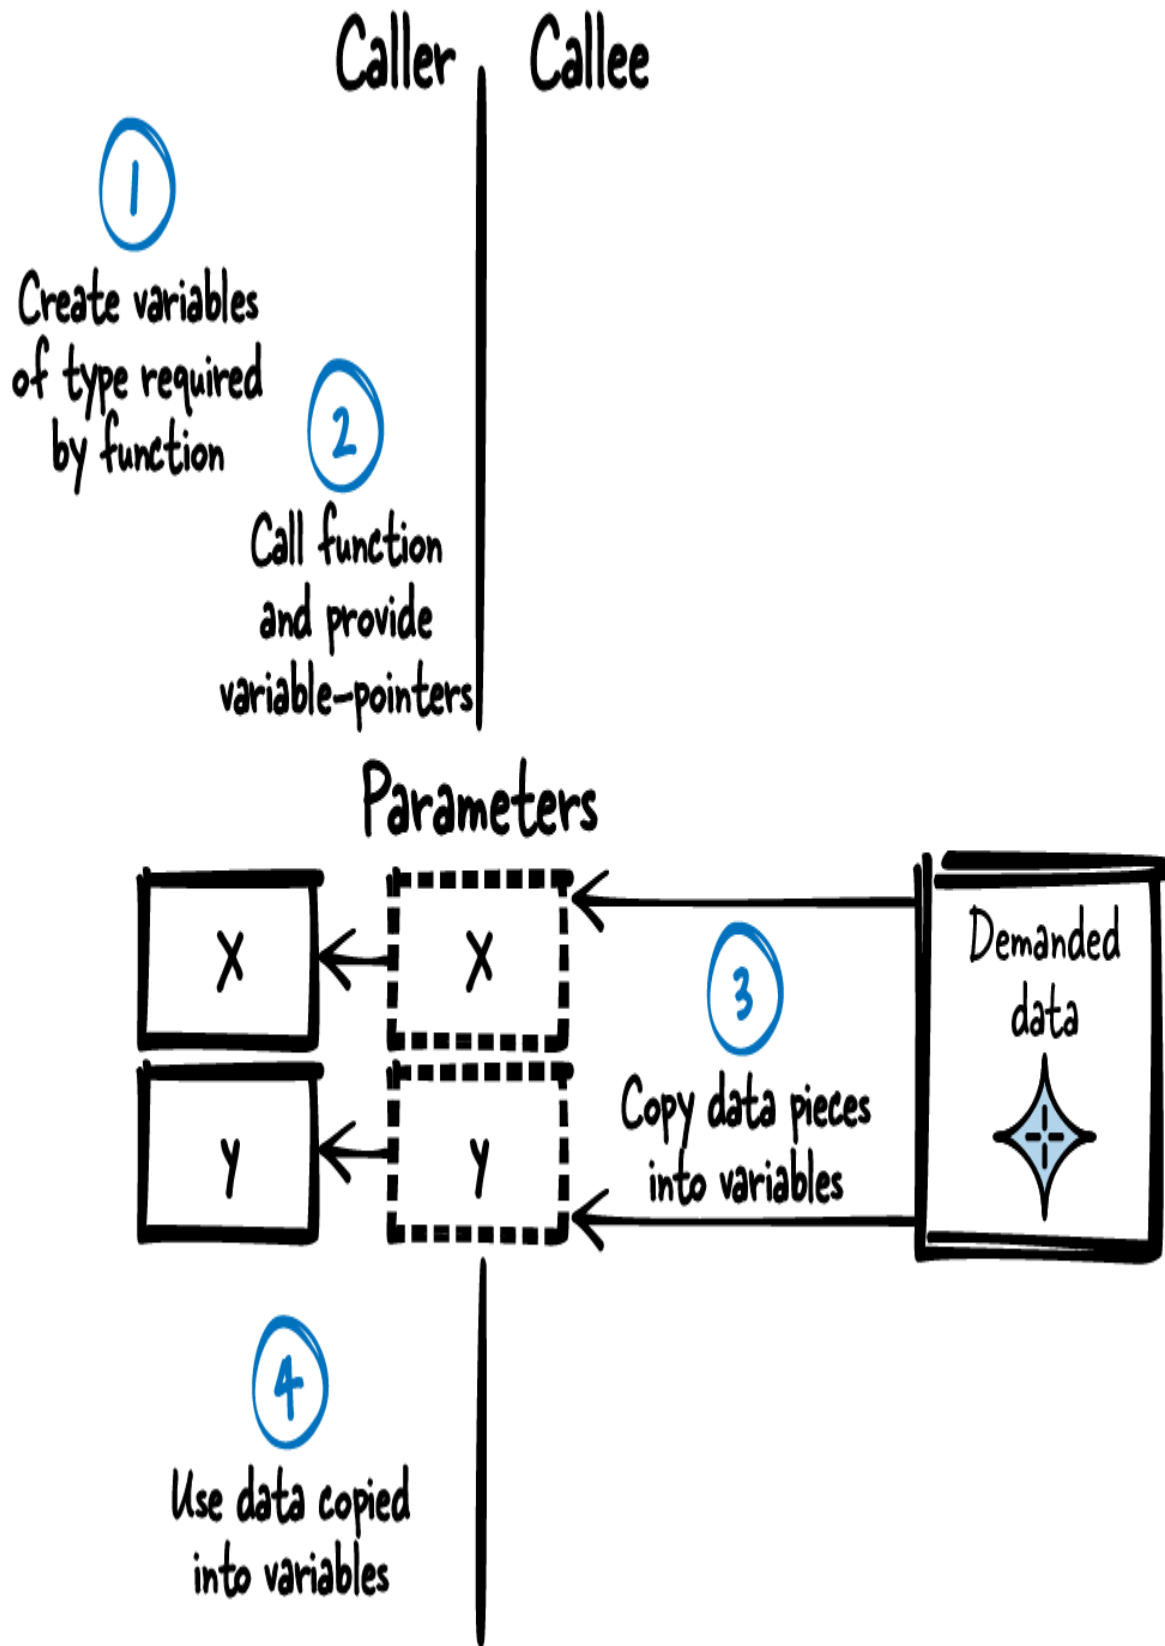 Caller
Callee
1
Create variables
of type required
by function
2
Call function
and provide
variable-pointers
Parameters
X
X
Demanded
data
3
Copy data pieces
into variables
y
y
4
Use data copied
into variables